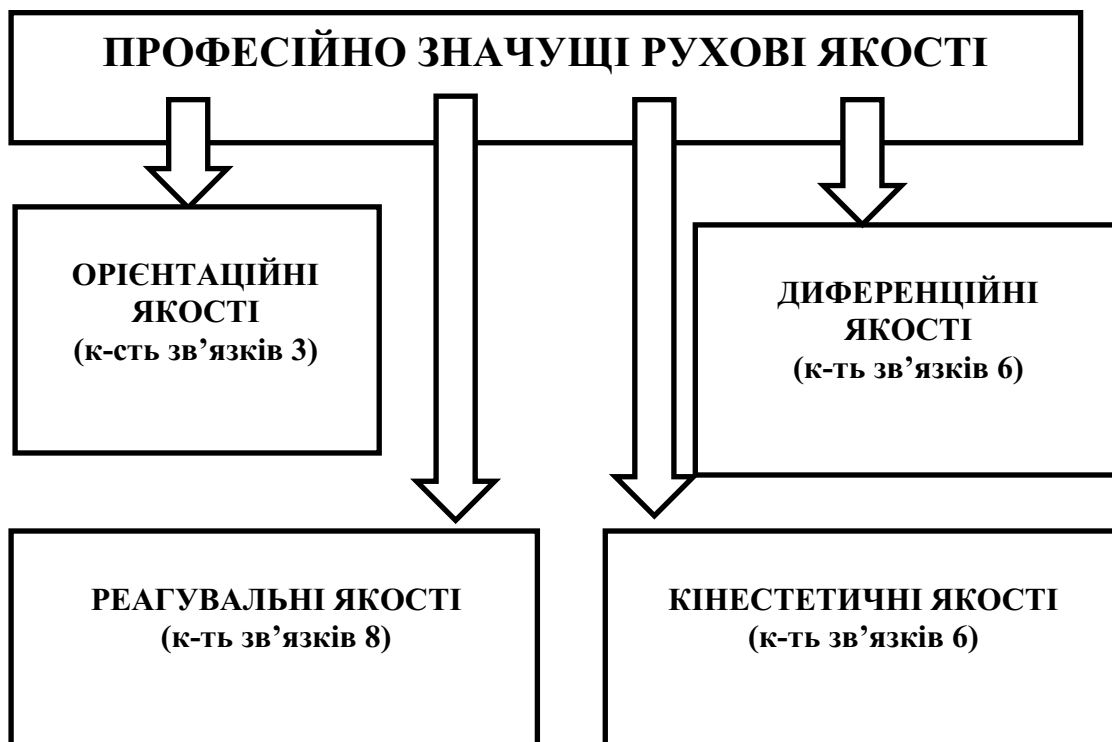 ПРОФЕСІЙНО ЗНАЧУЩІ РУХОВІ ЯКОСТІ
ОРІЄНТАЦІЙНІ
ЯКОСТІ
(к-сть зв’язків 3)
ДИФЕРЕНЦІЙНІ
ЯКОСТІ
(к-ть зв’язків 6)
РЕАГУВАЛЬНІ ЯКОСТІ
(к-ть зв’язків 8)
КІНЕСТЕТИЧНІ ЯКОСТІ
(к-ть зв’язків 6)